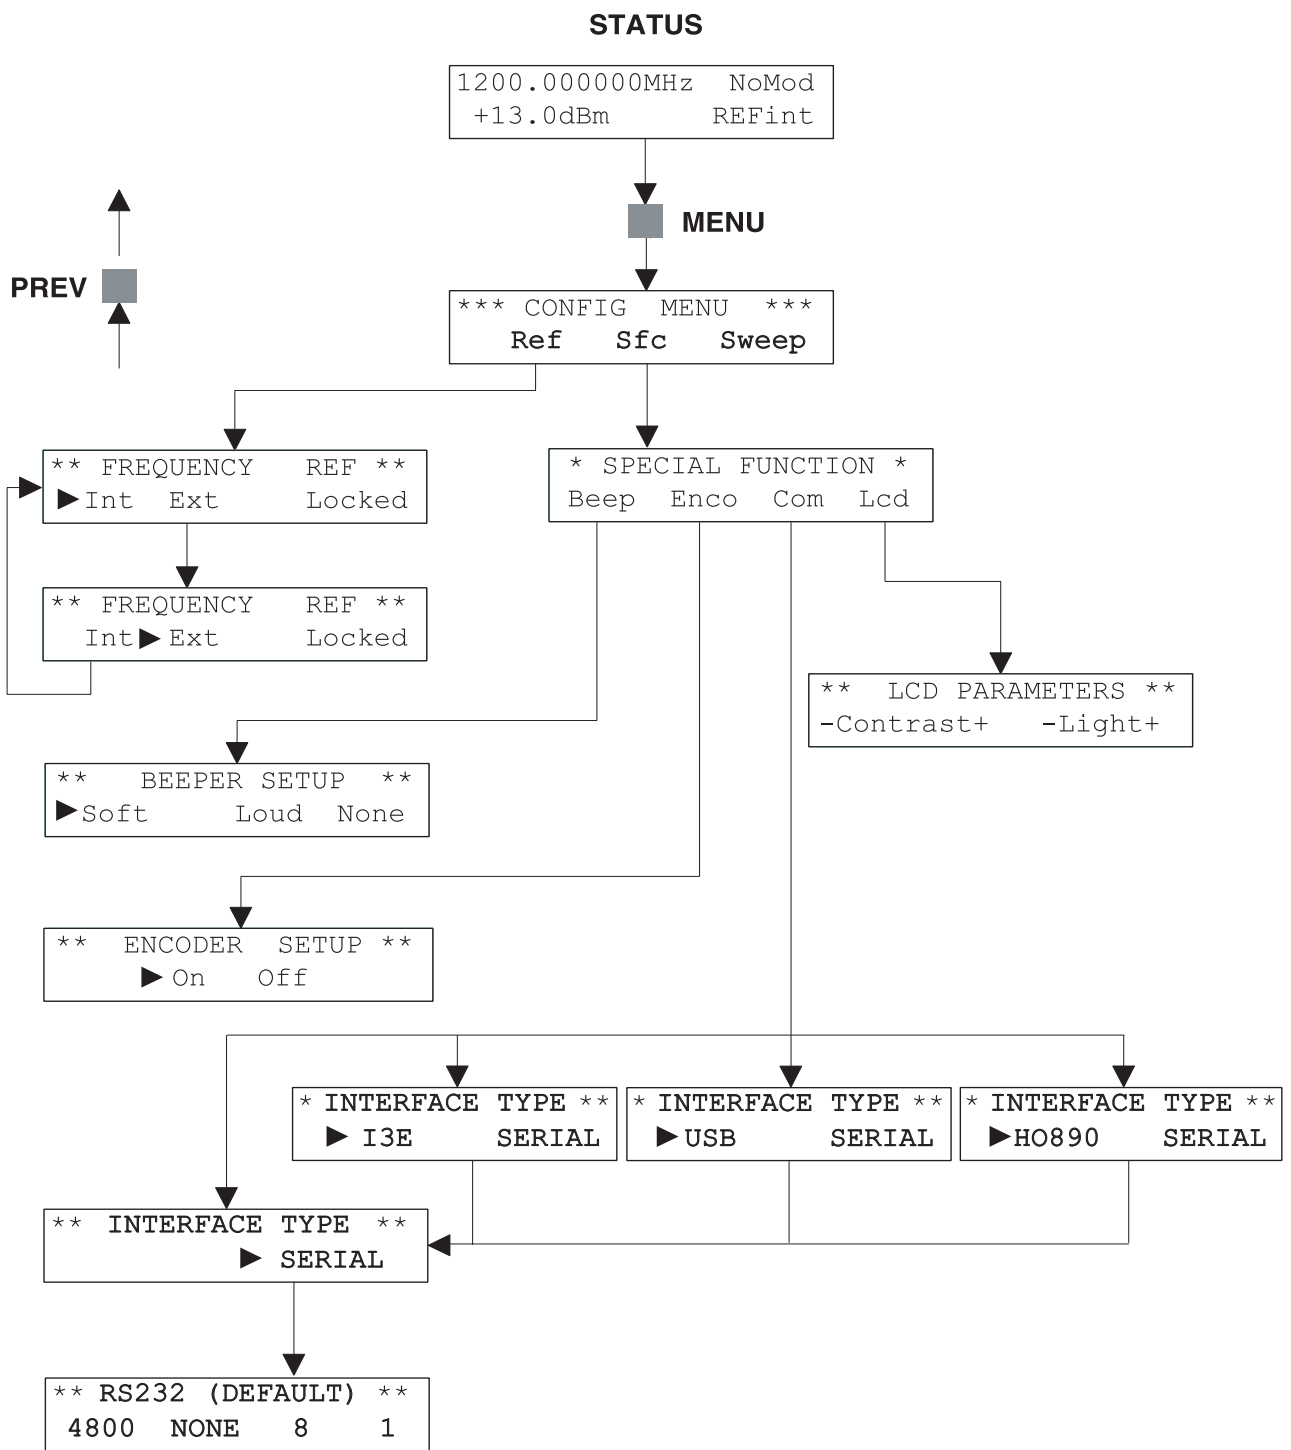 STATUS
1200.000000MHz NoMod
+13.0dBm REFint
MENU
PREV
*** CONFIG MENU ***
Ref Sfc Sweep
** FREQUENCY REF **
►Int Ext Locked
* SPECIAL FUNCTION *
Beep Enco Com Lcd
** FREQUENCY REF **
Int►Ext Locked
** LCD PARAMETERS **
-Contrast+ -Light+
** BEEPER SETUP **
►Soft Loud None
** ENCODER SETUP **
►On Off
* INTERFACE TYPE **
► I3E SERIAL
* INTERFACE TYPE **
►USB SERIAL
* INTERFACE TYPE **
►HO890 SERIAL
** INTERFACE TYPE **
► SERIAL
** RS232 (DEFAULT) **
4800 NONE 8 1